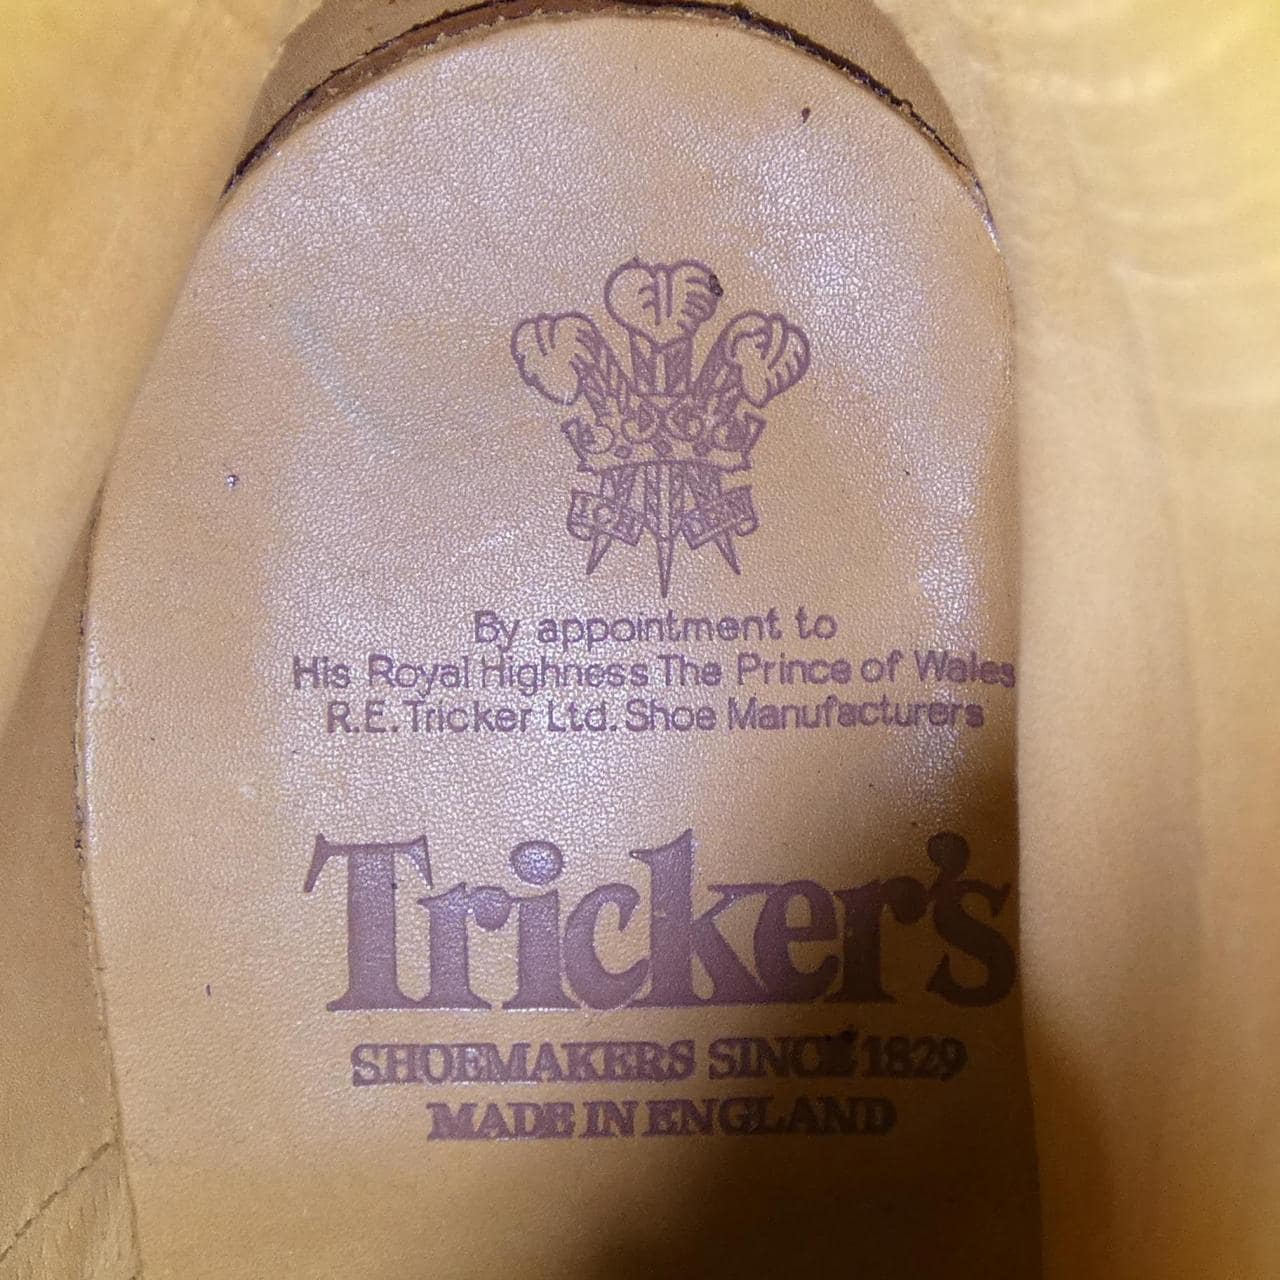 By appointment to
His Royal Highness The Prince of Wales
R.E. Tricker Ltd. Shoe Manufacturers
Tricker's
SHOEMAKERS SINCE 1829
MADE IN ENGLAND